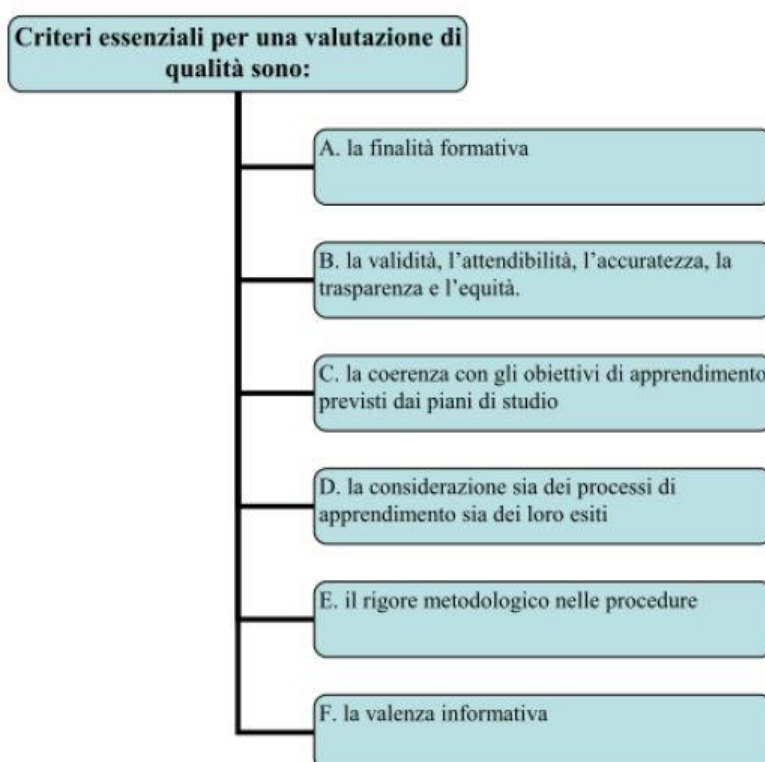 Criteri essenziali per una valutazione di
qualità sono:
A. la finalità formativa
B. la validità, l’attendibilità, l’accuratezza, la
trasparenza e l’equità.
C. la coerenza con gli obiettivi di apprendimento
previsti dai piani di studio
D. la considerazione sia dei processi di
apprendimento sia dei loro esiti
E. il rigore metodologico nelle procedure
F. la valenza informativa